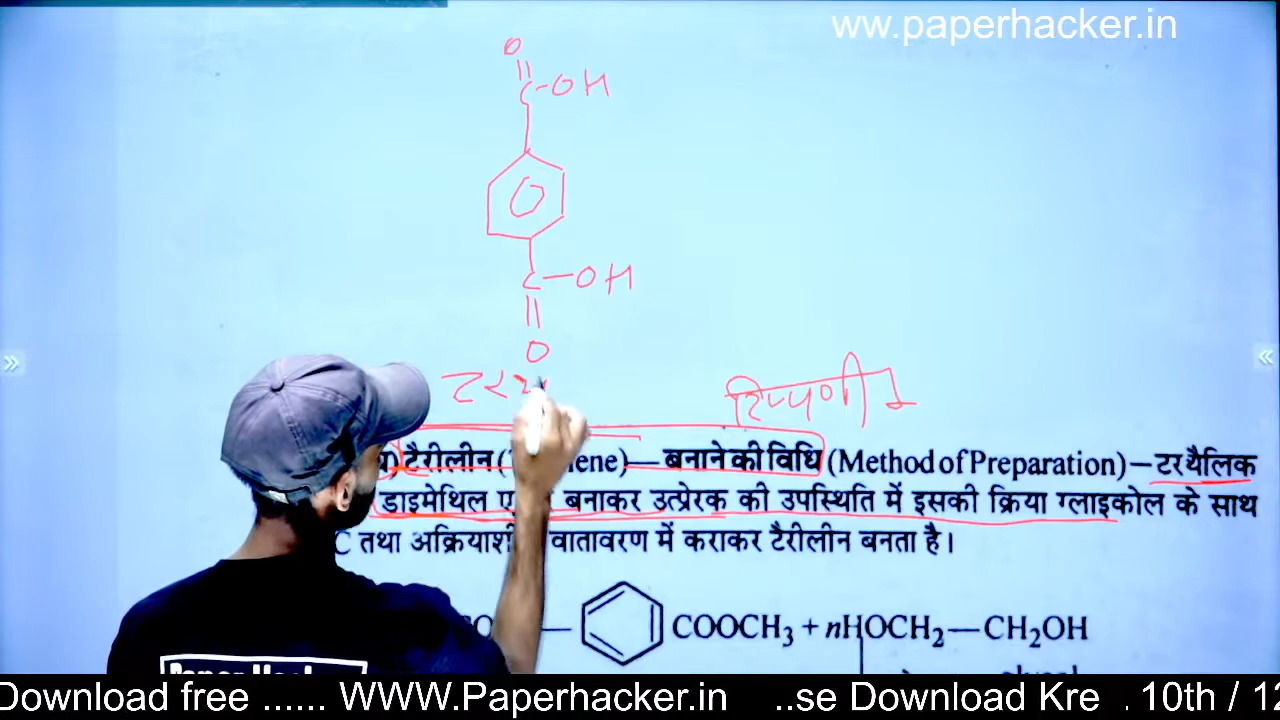 ww.paperhacker.in
O
C-OH
C-OH
O
टरथ
टिप्पणी
टैरीलीन ( ene)—बनाने की विधि (Method of Preparation)—टरथैलिक
डाइमेथिल ए बनाकर उत्प्रेरक की उपस्थिति में इसकी क्रिया ग्लाइकोल के साथ
C तथा अक्रियाशी वातावरण में कराकर टैरीलीन बनता है।
COOCH₃ + nHOCH₂—CH₂OH
Download free ...... WWW.Paperhacker.in ..se Download Kre . 10th / 12